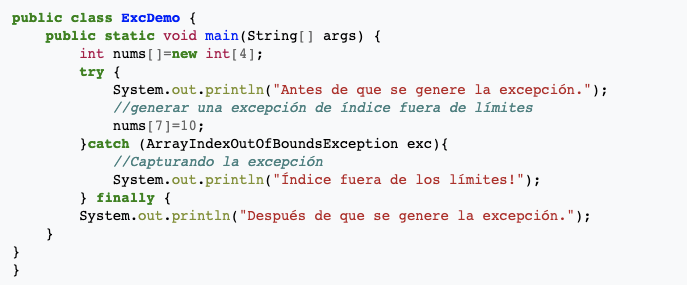 public class ExcDemo {
    public static void main(String[] args) {
        int nums[]=new int[4];
        try {
            System.out.println("Antes de que se genere la excepción.");
            //generar una excepción de índice fuera de límites
            nums[7]=10;
        }catch (ArrayIndexOutOfBoundsException exc){
            //Capturando la excepción
            System.out.println("Índice fuera de los límites!");
        } finally {
        System.out.println("Después de que se genere la excepción.");
    }
}
}